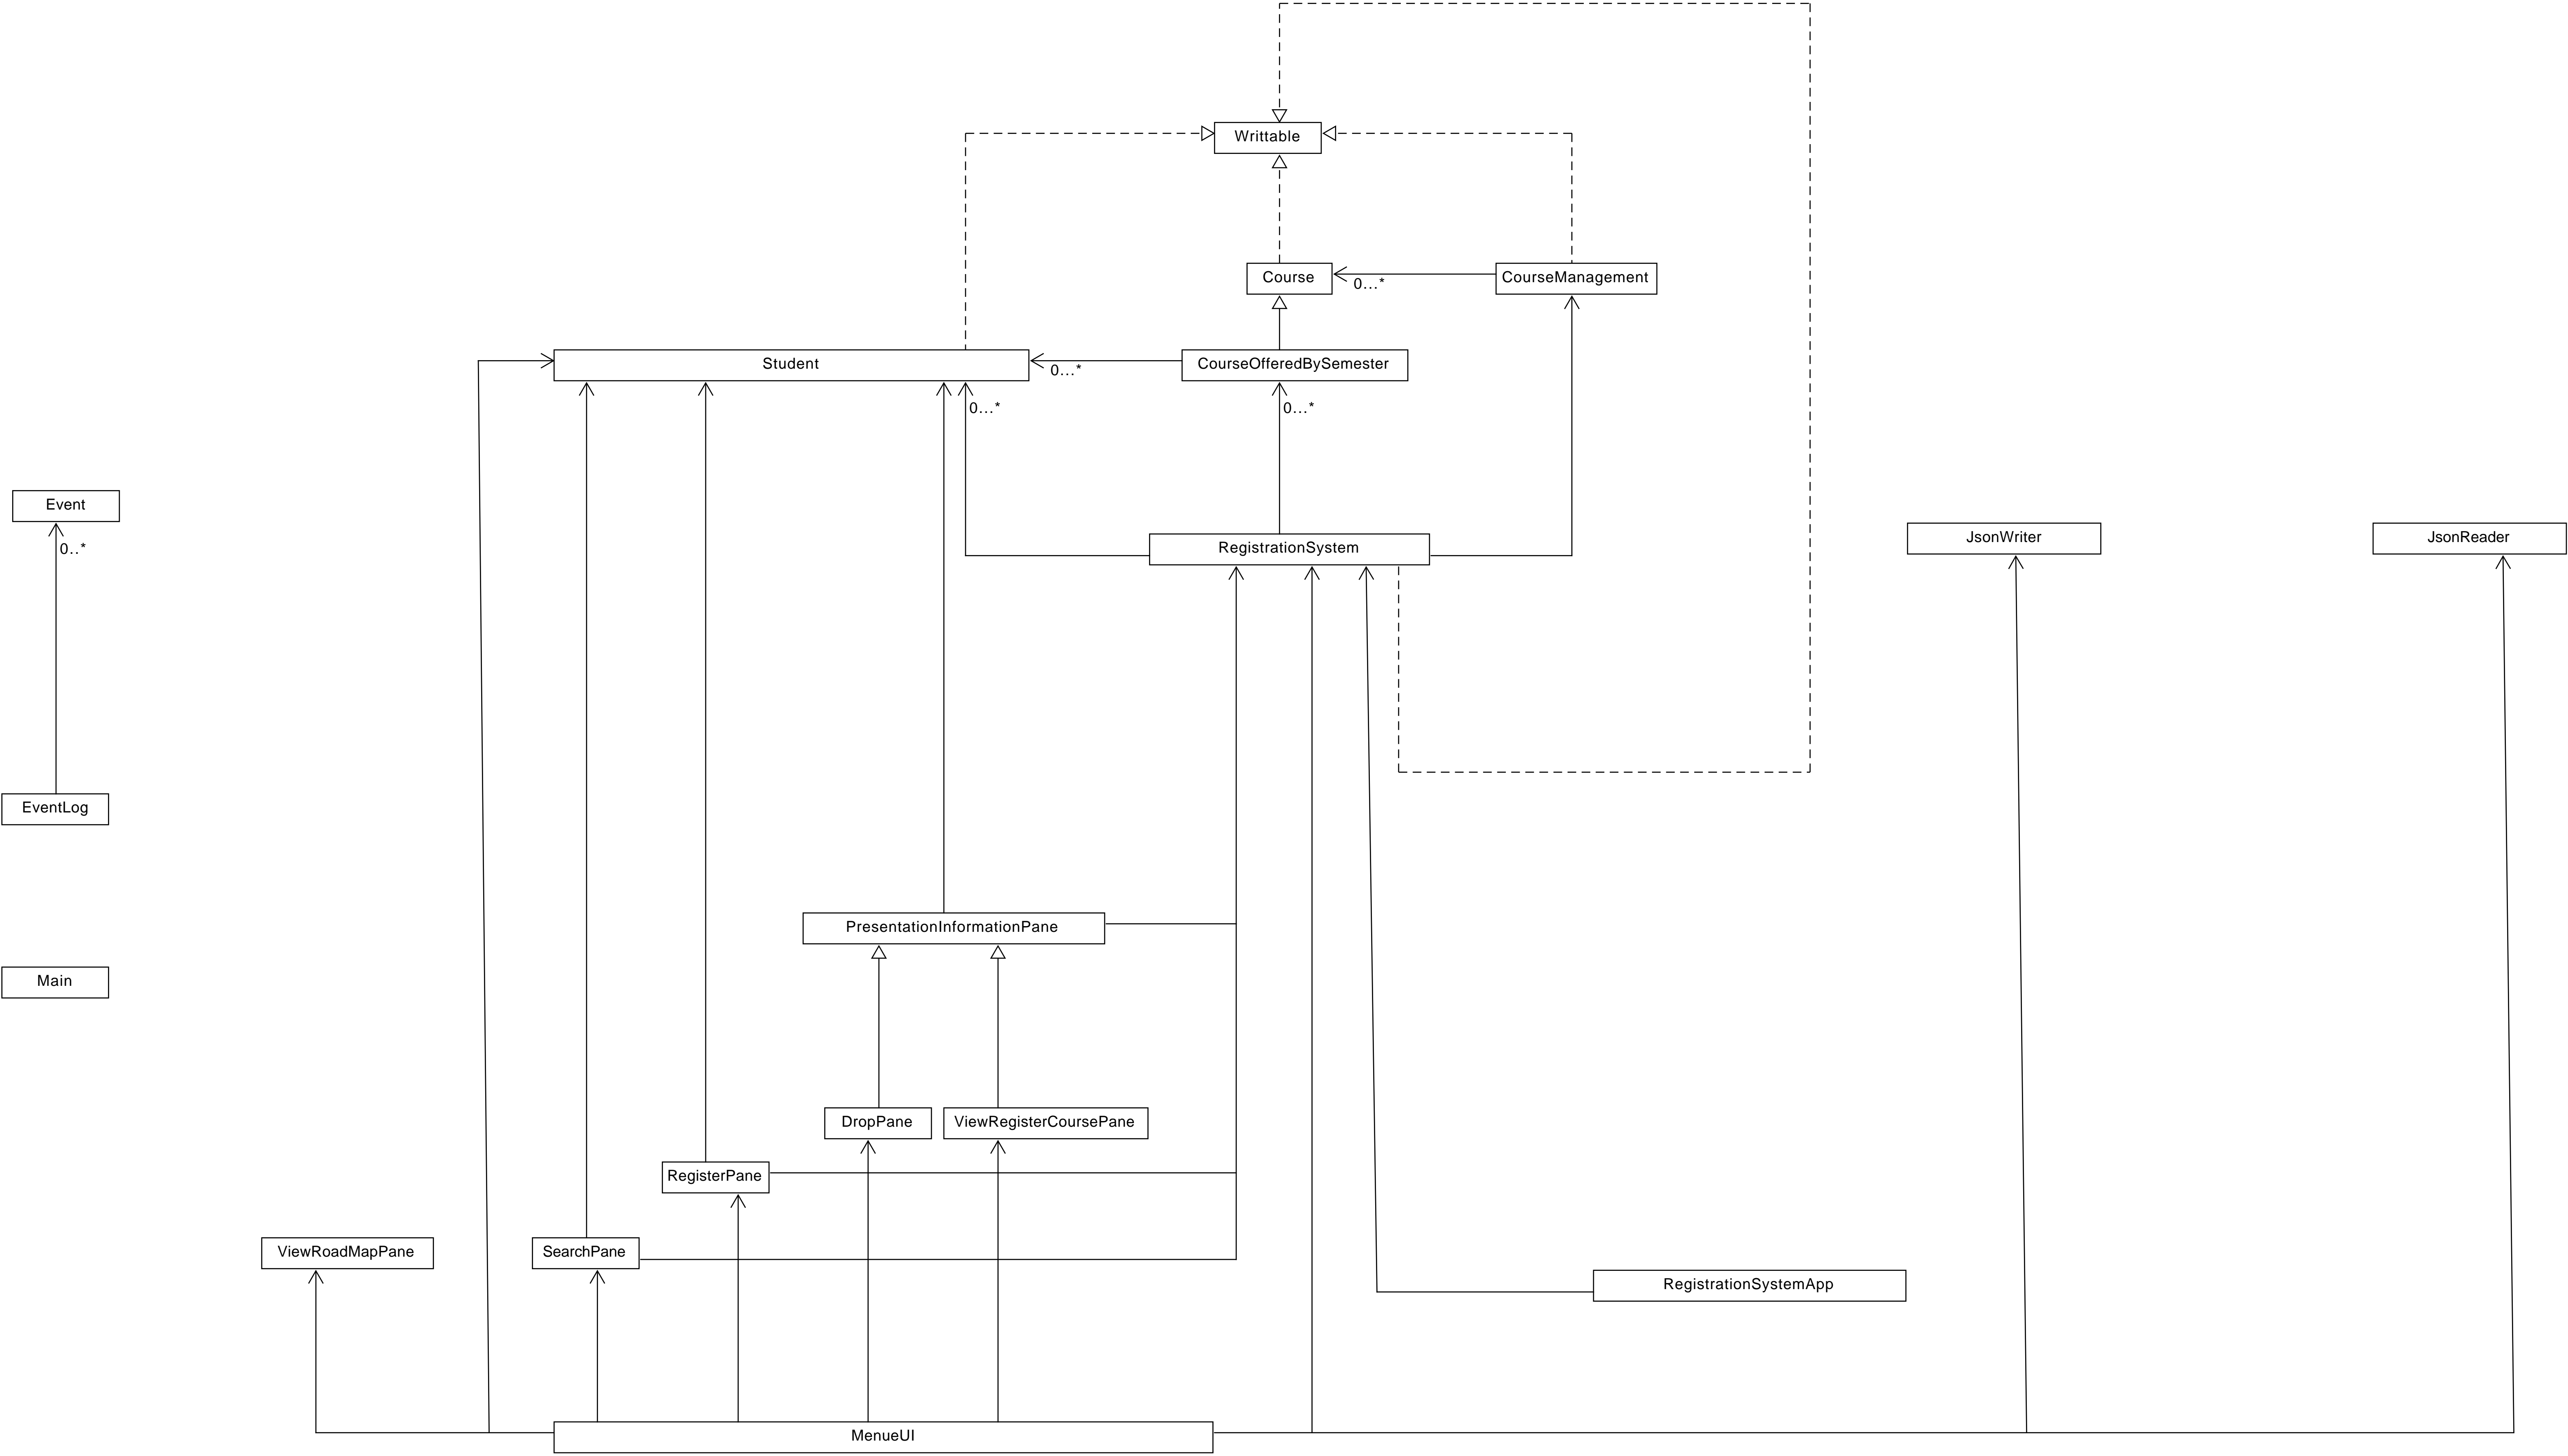 Writtable
Course
0...*
CourseManagement
Student
0...*
CourseOfferedBySemester
0...*
0...*
Event
0..*
RegistrationSystem
JsonWriter
JsonReader
EventLog
PresentationInformationPane
Main
DropPane
ViewRegisterCoursePane
RegisterPane
ViewRoadMapPane
SearchPane
RegistrationSystemApp
MenueUI